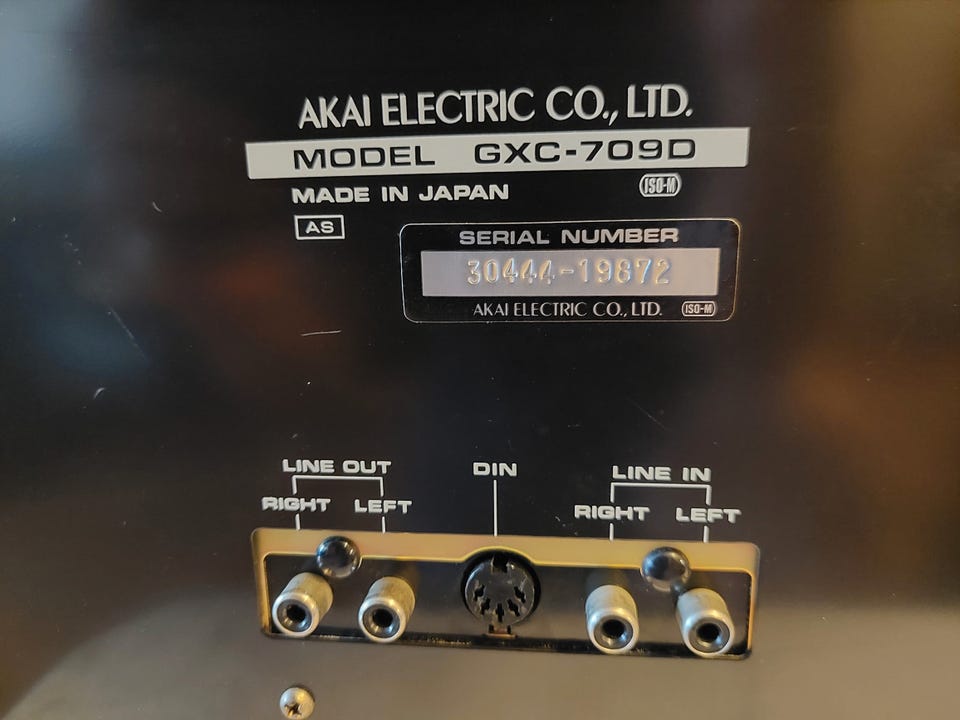 AKAI ELECTRIC CO., LTD.
MODEL GXC-709D
MADE IN JAPAN ISO-M
AS
SERIAL NUMBER
30444-19872
AKAI ELECTRIC CO., LTD. ISO-M
LINE OUT DIN LINE IN
RIGHT LEFT RIGHT LEFT